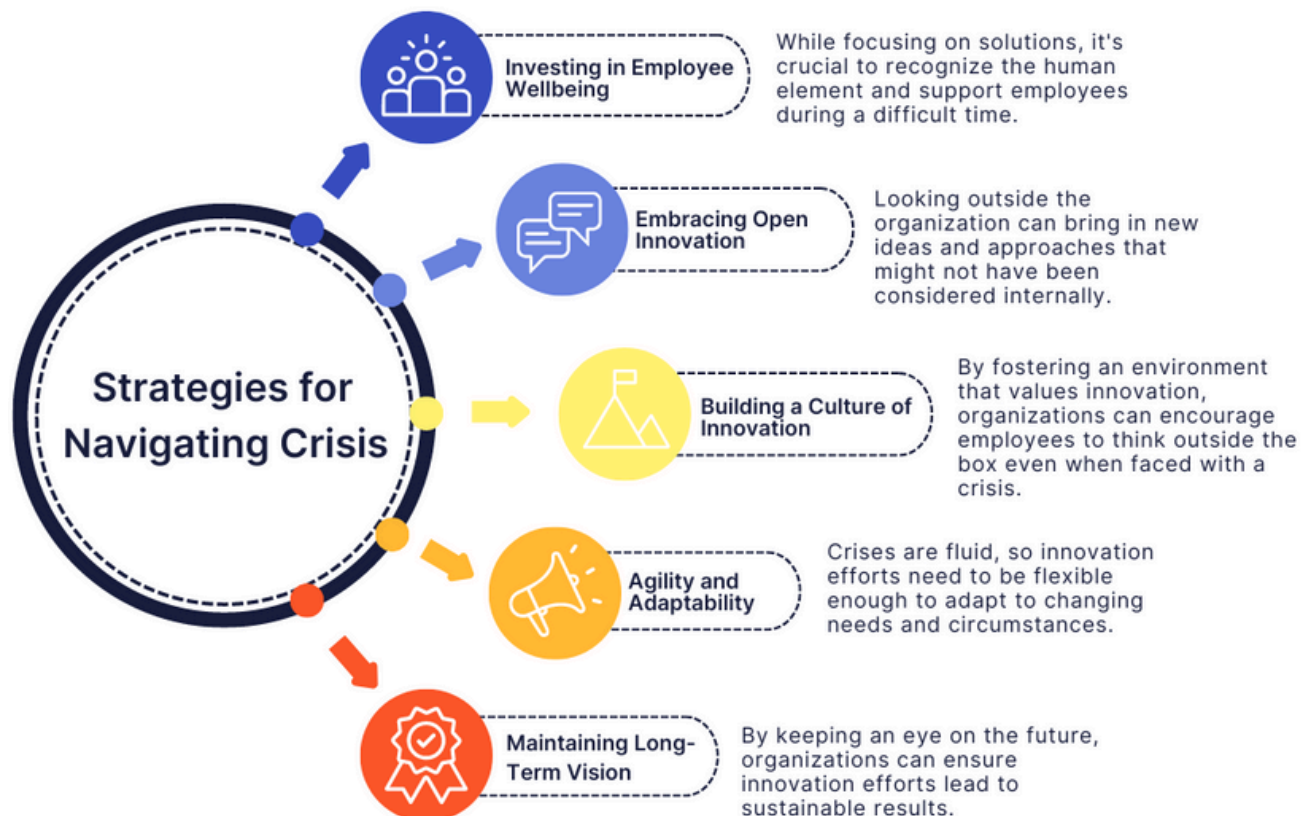 Strategies for
Navigating Crisis
Investing in Employee
Wellbeing
While focusing on solutions, it's
crucial to recognize the human
element and support employees
during a difficult time.
Embracing Open
Innovation
Looking outside the
organization can bring in new
ideas and approaches that
might not have been
considered internally.
Building a Culture of
Innovation
By fostering an environment
that values innovation,
organizations can encourage
employees to think outside the
box even when faced with a
crisis.
Agility and
Adaptability
Crises are fluid, so innovation
efforts need to be flexible
enough to adapt to changing
needs and circumstances.
Maintaining Long-
Term Vision
By keeping an eye on the future,
organizations can ensure
innovation efforts lead to
sustainable results.